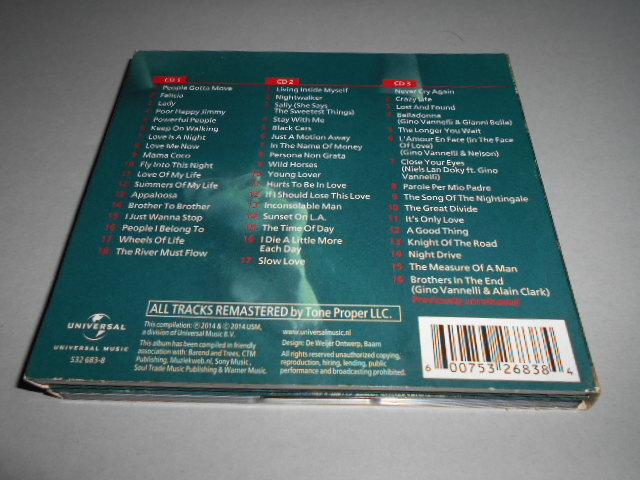 CD 1
1 People Gotta Move
2 Felicia
3 Lady
4 Poor Happy Jimmy
5 Powerful People
6 Keep On Walking
7 Love Is A Night
8 Love Me Now
9 Mama Coco
10 Fly Into This Night
11 Love Of My Life
12 Summers Of My Life
13 Appaloosa
14 Brother To Brother
15 I Just Wanna Stop
16 People I Belong To
17 Wheels Of Life
18 The River Must Flow
CD 2
1 Living Inside Myself
2 Nightwalker
3 Sally (She Says
The Sweetest Things)
4 Stay With Me
5 Black Cars
6 Just A Motion Away
7 In The Name Of Money
8 Persona Non Grata
9 Wild Horses
10 Young Lover
11 Hurts To Be In Love
12 If I Should Lose This Love
13 Inconsolable Man
14 Sunset On L.A.
15 The Time Of Day
16 I Die A Little More
Each Day
17 Slow Love
CD 3
1 Never Cry Again
2 Crazy Life
3 Lost And Found
4 Belladonna
(Gino Vannelli & Gianni Bella)
5 The Longer You Wait
6 L'Amour En Face (In The Face
Of Love)
(Gino Vannelli & Neison)
7 Close Your Eyes
(Niels Lan Doky ft. Gino
Vannelli)
8 Parole Per Mio Padre
9 The Song Of The Nightingale
10 The Great Divide
11 It's Only Love
12 A Good Thing
13 Knight Of The Road
14 Night Drive
15 The Measure Of A Man
16 Brothers In The End
(Gino Vannelli & Alain Clark)
Previously unreleased
ALL TRACKS REMASTERED by Tone Proper LLC.
UNIVERSAL
UNIVERSAL MUSIC
532 683-8
This compilation: ℗ 2014 & © 2014 USM,
a division of Universal Music B.V.
This album has been compiled in friendly
association with: Barend and Trees, CTM
Publishing, Muziekweb.nl, Sony Music,
Soul Trade Music Publishing & Warner Music.
www.universalmusic.nl
Design: De Weijer Ontwerp, Baarn
All rights reserved unauthorized copying,
reproduction, hiring, lending, public
performance and broadcasting prohibited.
6 00753 26838 4